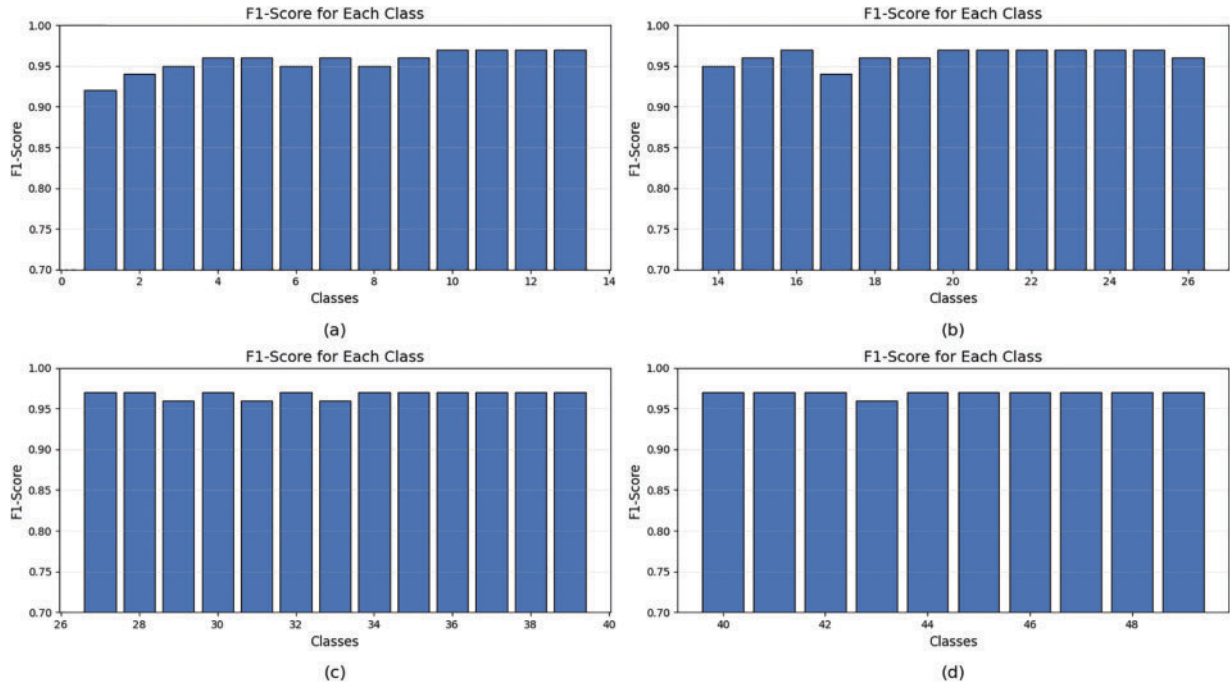 F1-Score for Each Class
1.00
0.95
0.90
0.85
0.80
0.75
0.70
F1-Score
0 2 4 6 8 10 12 14
Classes
(a)
F1-Score for Each Class
1.00
0.95
0.90
0.85
0.80
0.75
0.70
F1-Score
14 16 18 20 22 24 26
Classes
(b)
F1-Score for Each Class
1.00
0.95
0.90
0.85
0.80
0.75
0.70
F1-Score
26 28 30 32 34 36 38 40
Classes
(c)
F1-Score for Each Class
1.00
0.95
0.90
0.85
0.80
0.75
0.70
F1-Score
40 42 44 46 48
Classes
(d)